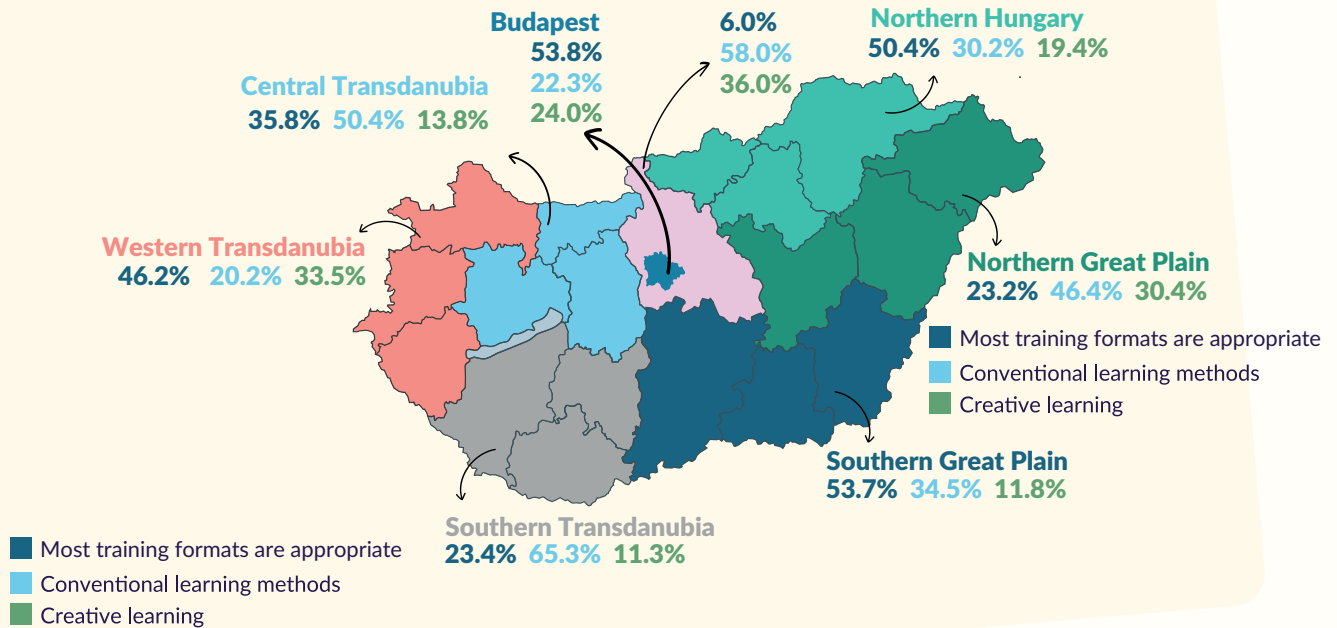 Budapest
53.8%
22.3%
24.0%
6.0%
58.0%
36.0%
Northern Hungary
50.4% 30.2% 19.4%
Central Transdanubia
35.8% 50.4% 13.8%
Western Transdanubia
46.2% 20.2% 33.5%
Northern Great Plain
23.2% 46.4% 30.4%
Most training formats are appropriate
Conventional learning methods
Creative learning
Southern Great Plain
53.7% 34.5% 11.8%
Southern Transdanubia
23.4% 65.3% 11.3%
Most training formats are appropriate
Conventional learning methods
Creative learning